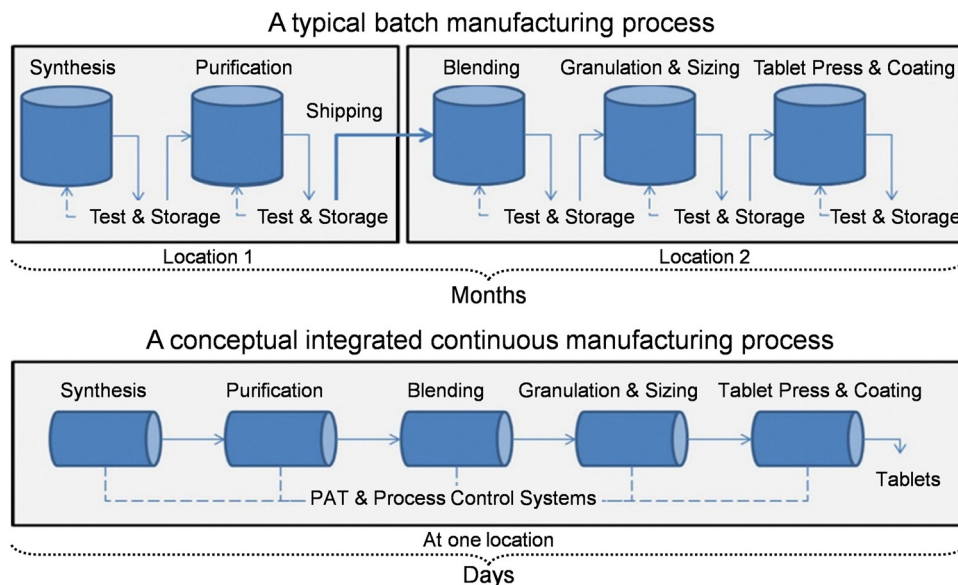 A typical batch manufacturing process
Synthesis
Purification
Shipping
Blending
Granulation & Sizing
Tablet Press & Coating
Test & Storage
Test & Storage
Test & Storage
Test & Storage
Test & Storage
Location 1
Location 2
Months
A conceptual integrated continuous manufacturing process
Synthesis
Purification
Blending
Granulation & Sizing
Tablet Press & Coating
Tablets
PAT & Process Control Systems
At one location
Days